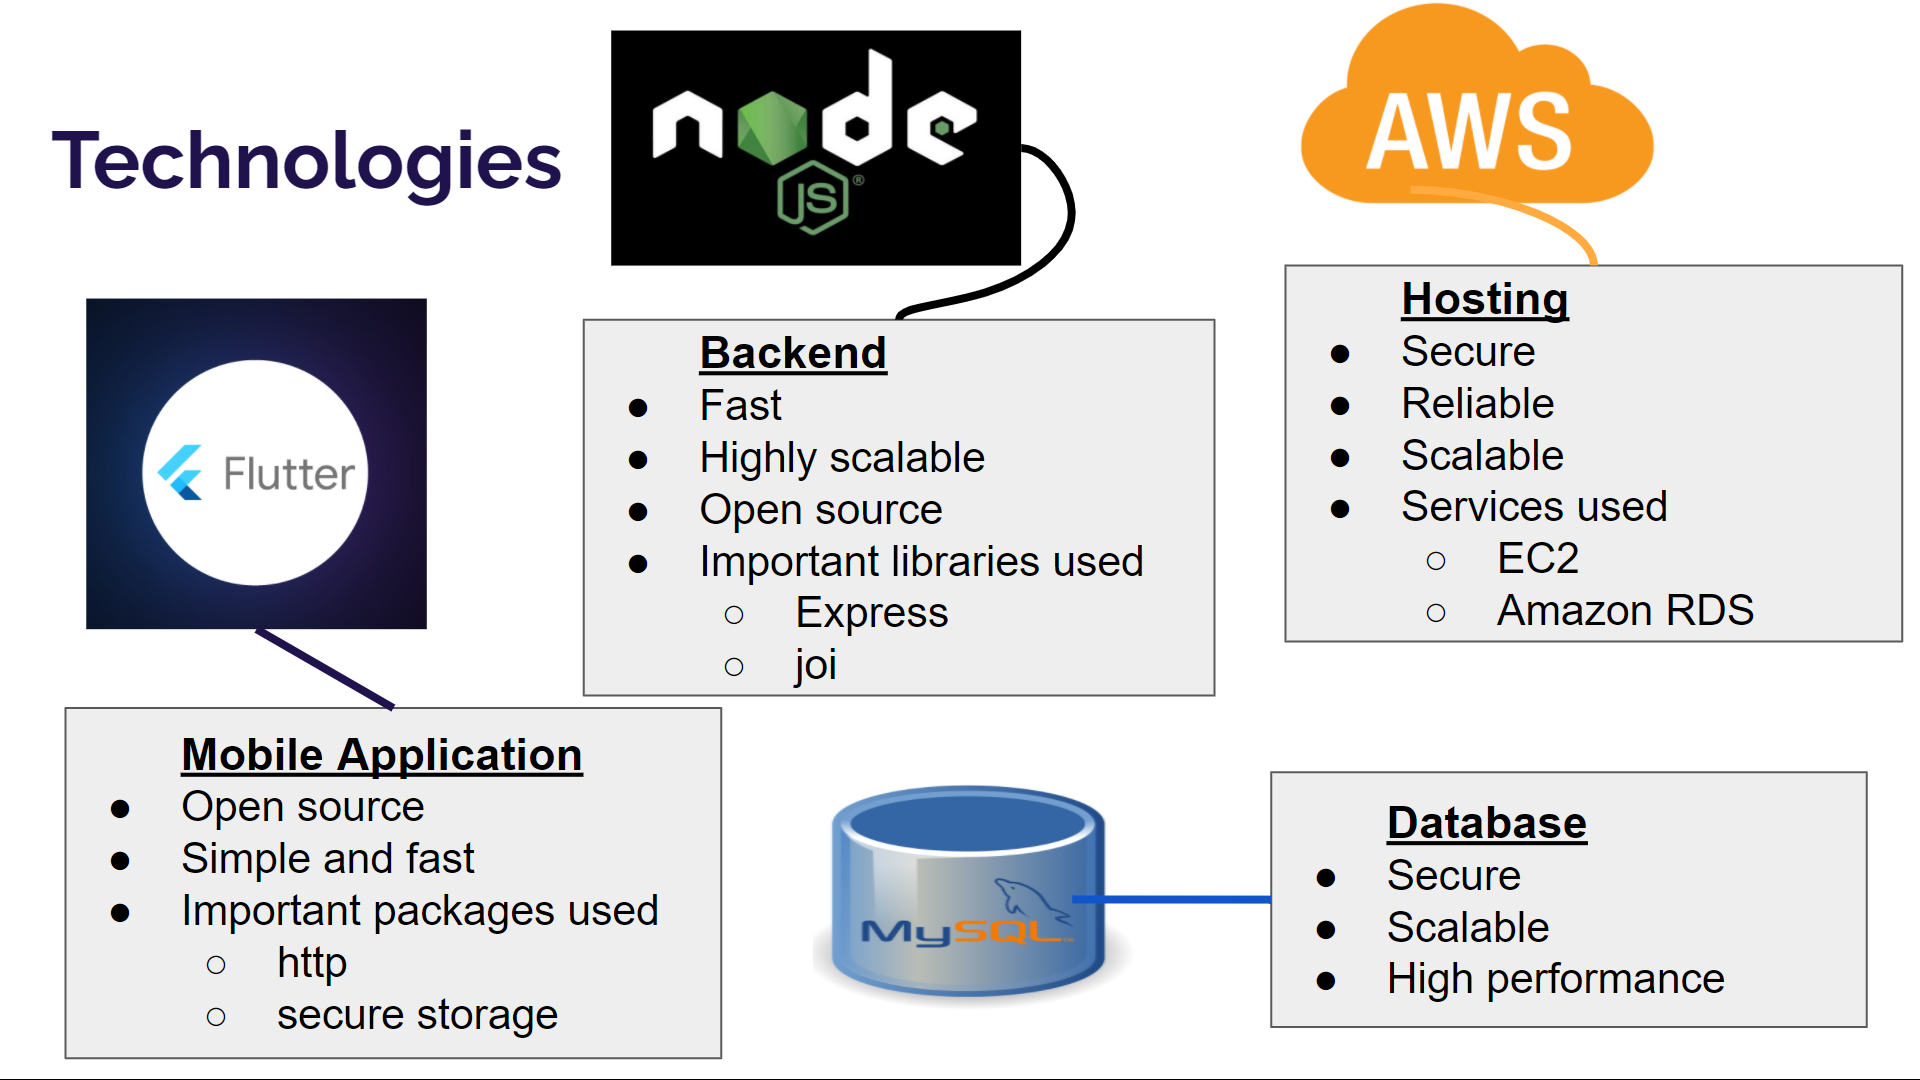 Technologies
node
JS®
AWS
Flutter
Backend
● Fast
● Highly scalable
● Open source
● Important libraries used
○ Express
○ joi
Hosting
● Secure
● Reliable
● Scalable
● Services used
○ EC2
○ Amazon RDS
Mobile Application
● Open source
● Simple and fast
● Important packages used
○ http
○ secure storage
MySQL™
Database
● Secure
● Scalable
● High performance